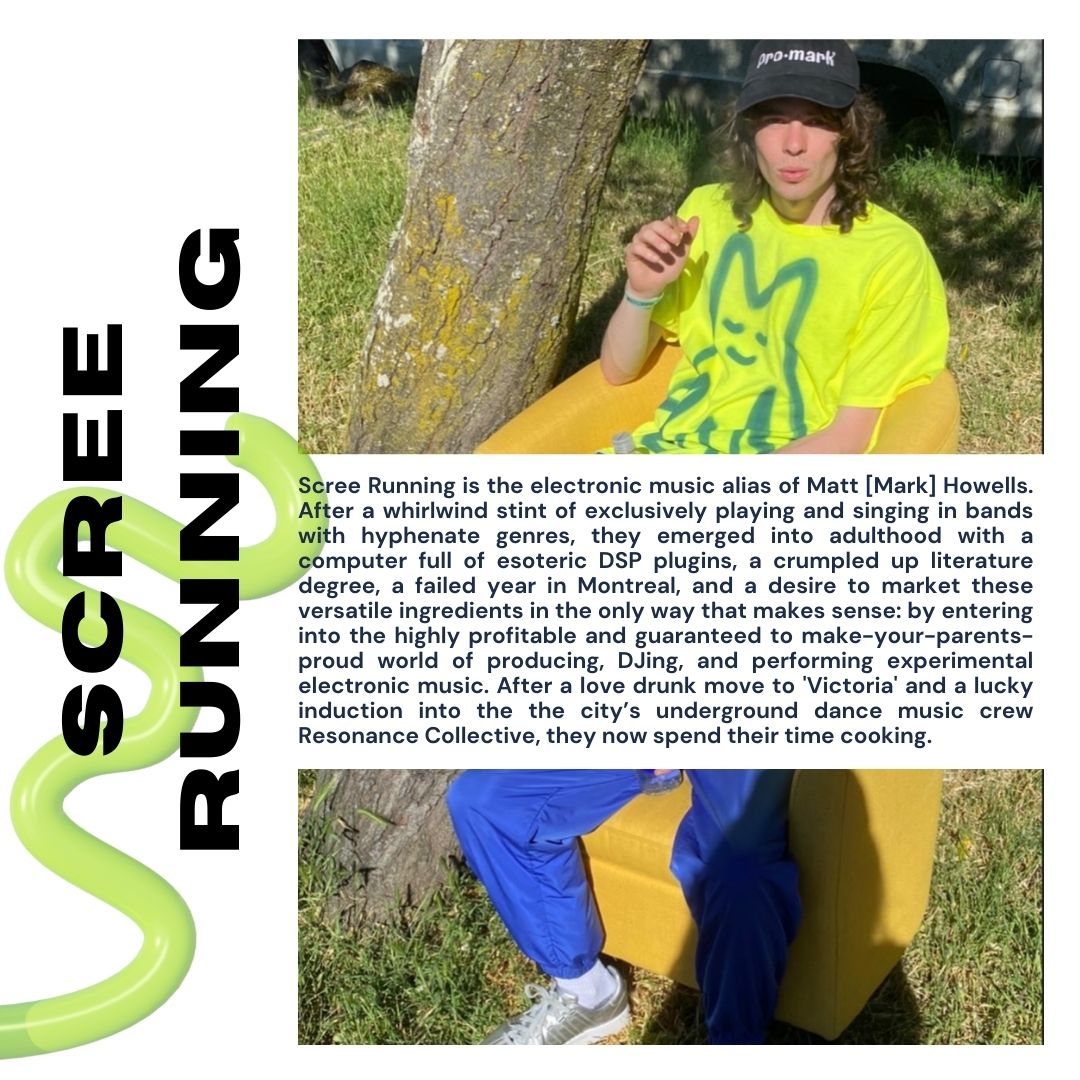 SCREE
RUNNING
pro·mark
Scree Running is the electronic music alias of Matt [Mark] Howells.
After a whirlwind stint of exclusively playing and singing in bands
with hyphenate genres, they emerged into adulthood with a
computer full of esoteric DSP plugins, a crumpled up literature
degree, a failed year in Montreal, and a desire to market these
versatile ingredients in the only way that makes sense: by entering
into the highly profitable and guaranteed to make-your-parents-
proud world of producing, DJing, and performing experimental
electronic music. After a love drunk move to 'Victoria' and a lucky
induction into the the city’s underground dance music crew
Resonance Collective, they now spend their time cooking.